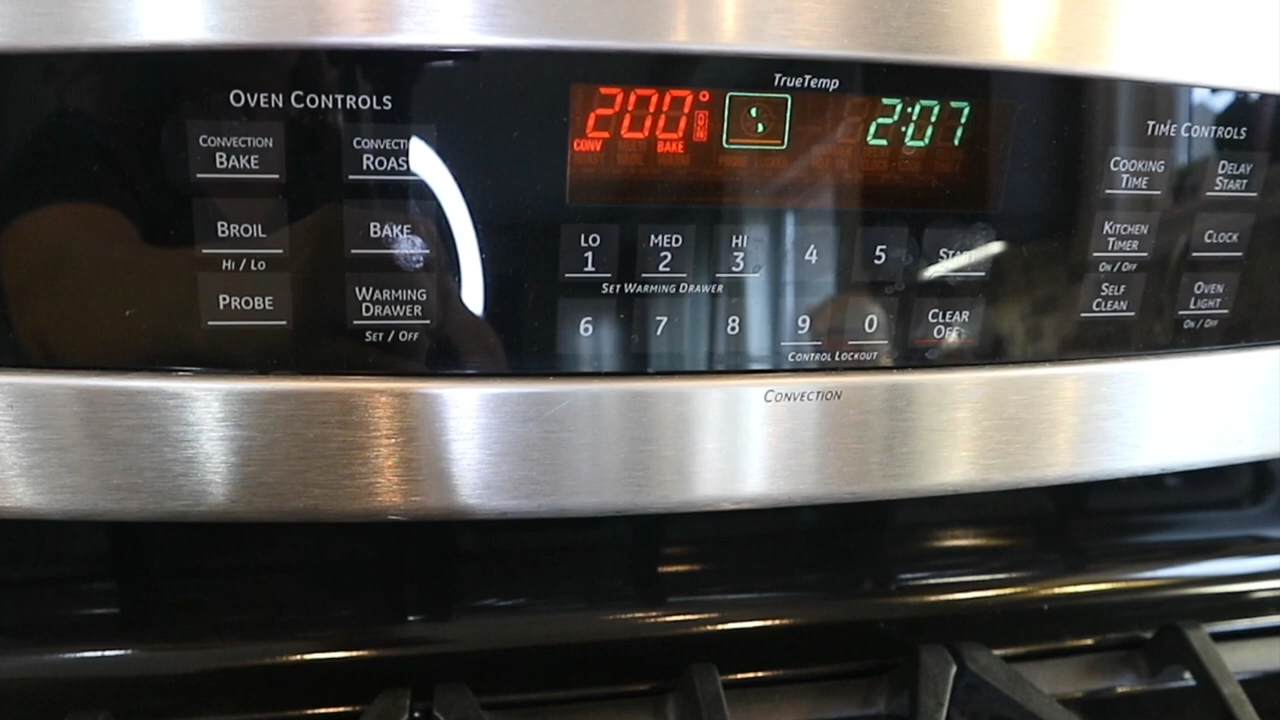 OVEN CONTROLS
CONVECTION
BAKE
CONVECTI
ROAS
BROIL
HI / LO
BAKE
PROBE
WARMING
DRAWER
SET / OFF
TrueTemp
200° ON
CONV BAKE
2:07
LO MED HI
1 2 3 4 5
SET WARMING DRAWER
6 7 8 9 0
CONTROL LOCKOUT
START
CLEAR
OFF
TIME CONTROLS
COOKING
TIME
DELAY
START
KITCHEN
TIMER
ON / OFF
CLOCK
SELF
CLEAN
OVEN
LIGHT
ON / OFF
CONVECTION